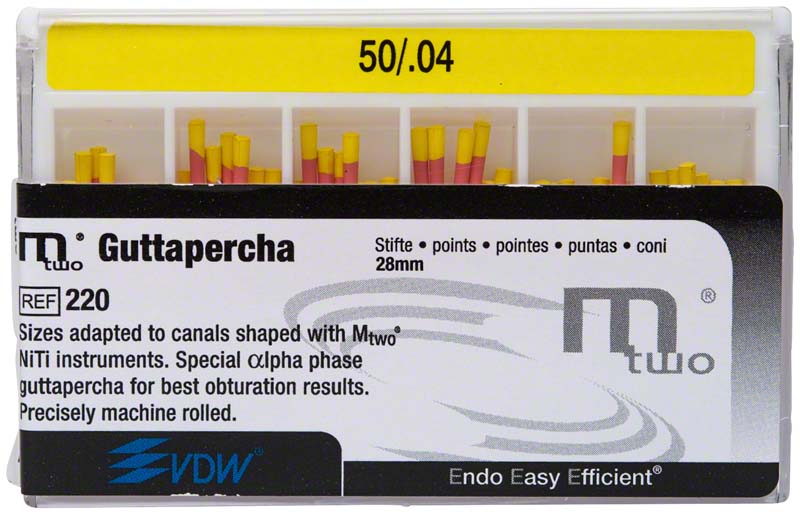 50/.04
mtwo® Guttapercha
Stifte • points • pointes • puntas • coni
28mm
REF 220
Sizes adapted to canals shaped with Mtwo®
NiTi instruments. Special αlpha phase
guttapercha for best obturation results.
Precisely machine rolled.
mtwo®
VDW®
Endo Easy Efficient®